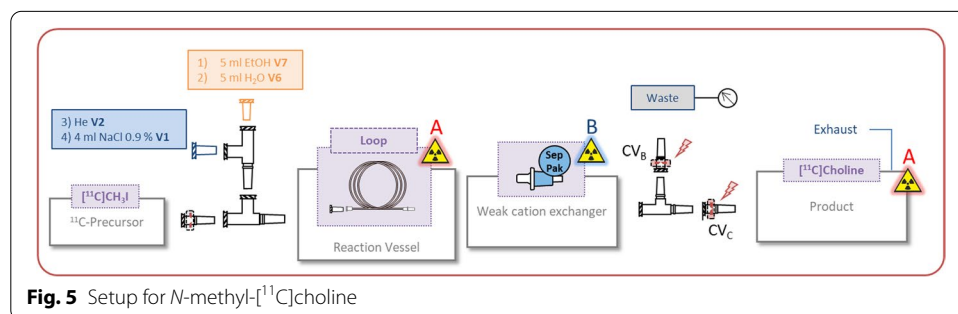 1) 5 ml EtOH V7
2) 5 ml H₂O V6
3) He V2
4) 4 ml NaCl 0.9 % V1
[¹¹C]CH₃I
¹¹C-Precursor
Loop
A
Reaction Vessel
B
Sep
Pak
Weak cation exchanger
Waste
CV_B
CV_C
Exhaust
[¹¹C]Choline
A
Product
Fig. 5 Setup for N-methyl-[¹¹C]choline